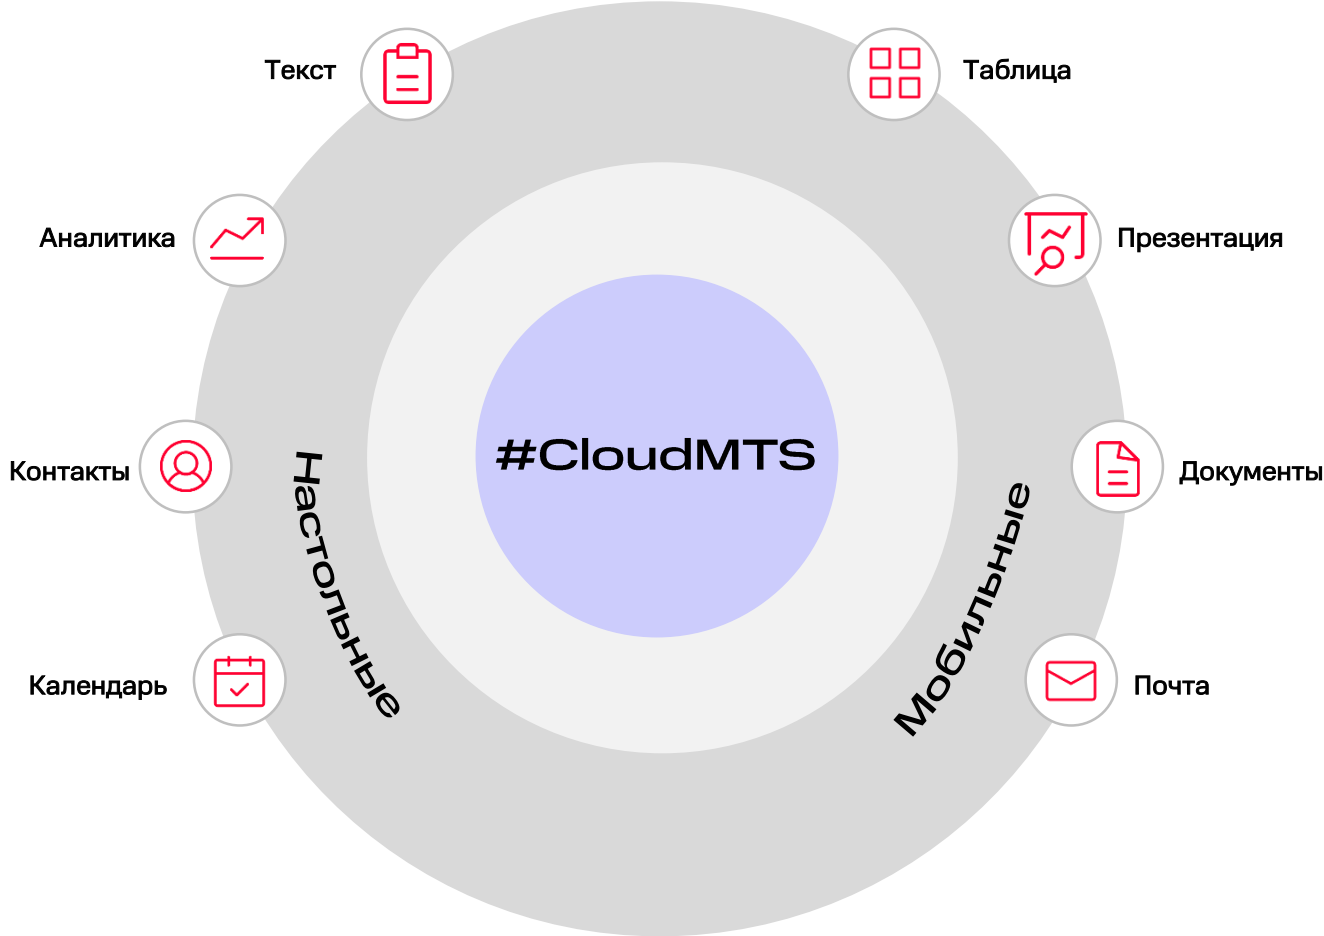 Текст
Таблица
Аналитика
Презентация
#CloudMTS
Контакты
Документы
Настольные
Мобильные
Календарь
Почта